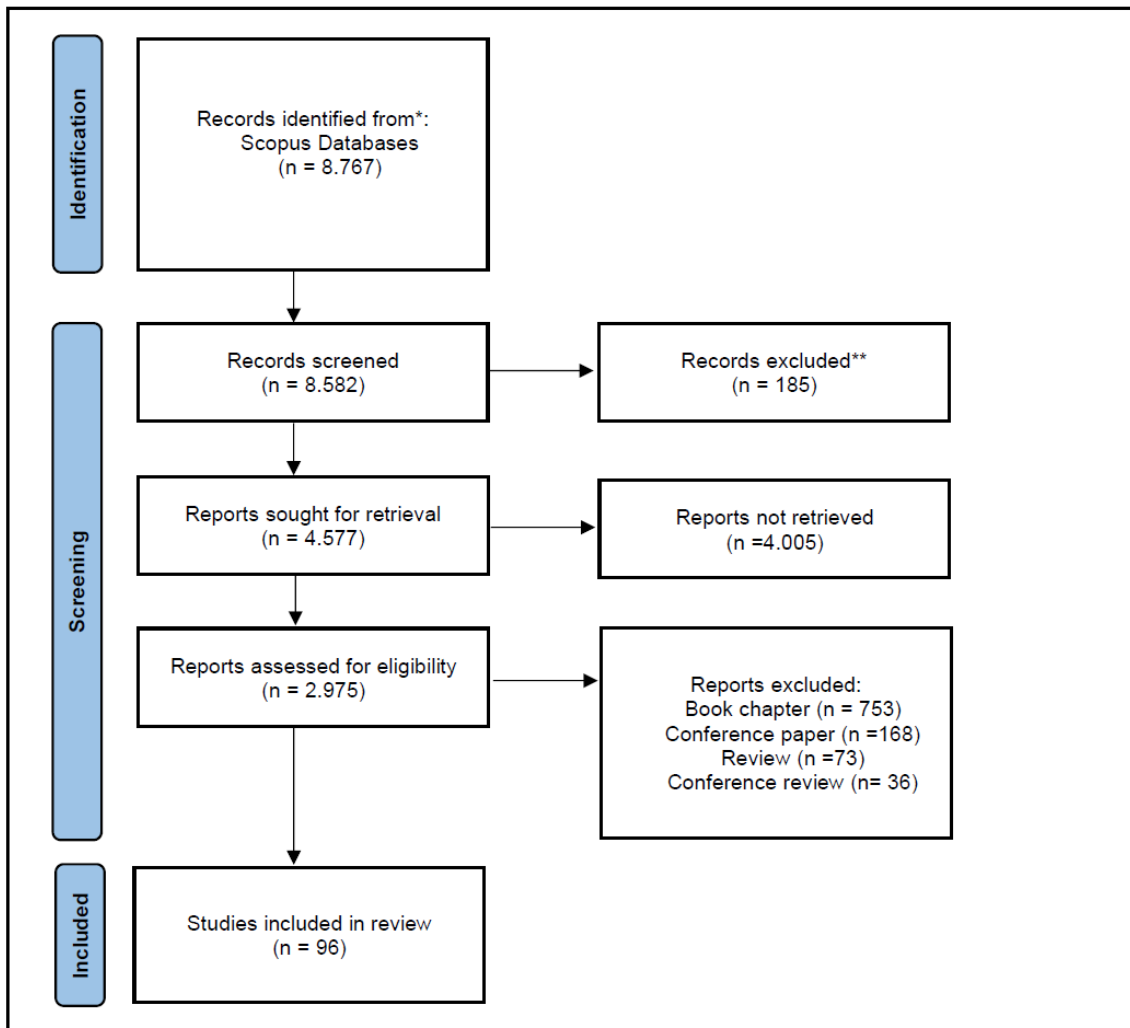 Identification
Records identified from*:
Scopus Databases
(n = 8.767)
Screening
Records screened
(n = 8.582)
Records excluded**
(n = 185)
Reports sought for retrieval
(n = 4.577)
Reports not retrieved
(n =4.005)
Reports assessed for eligibility
(n = 2.975)
Reports excluded:
Book chapter (n = 753)
Conference paper (n =168)
Review (n =73)
Conference review (n= 36)
Included
Studies included in review
(n = 96)